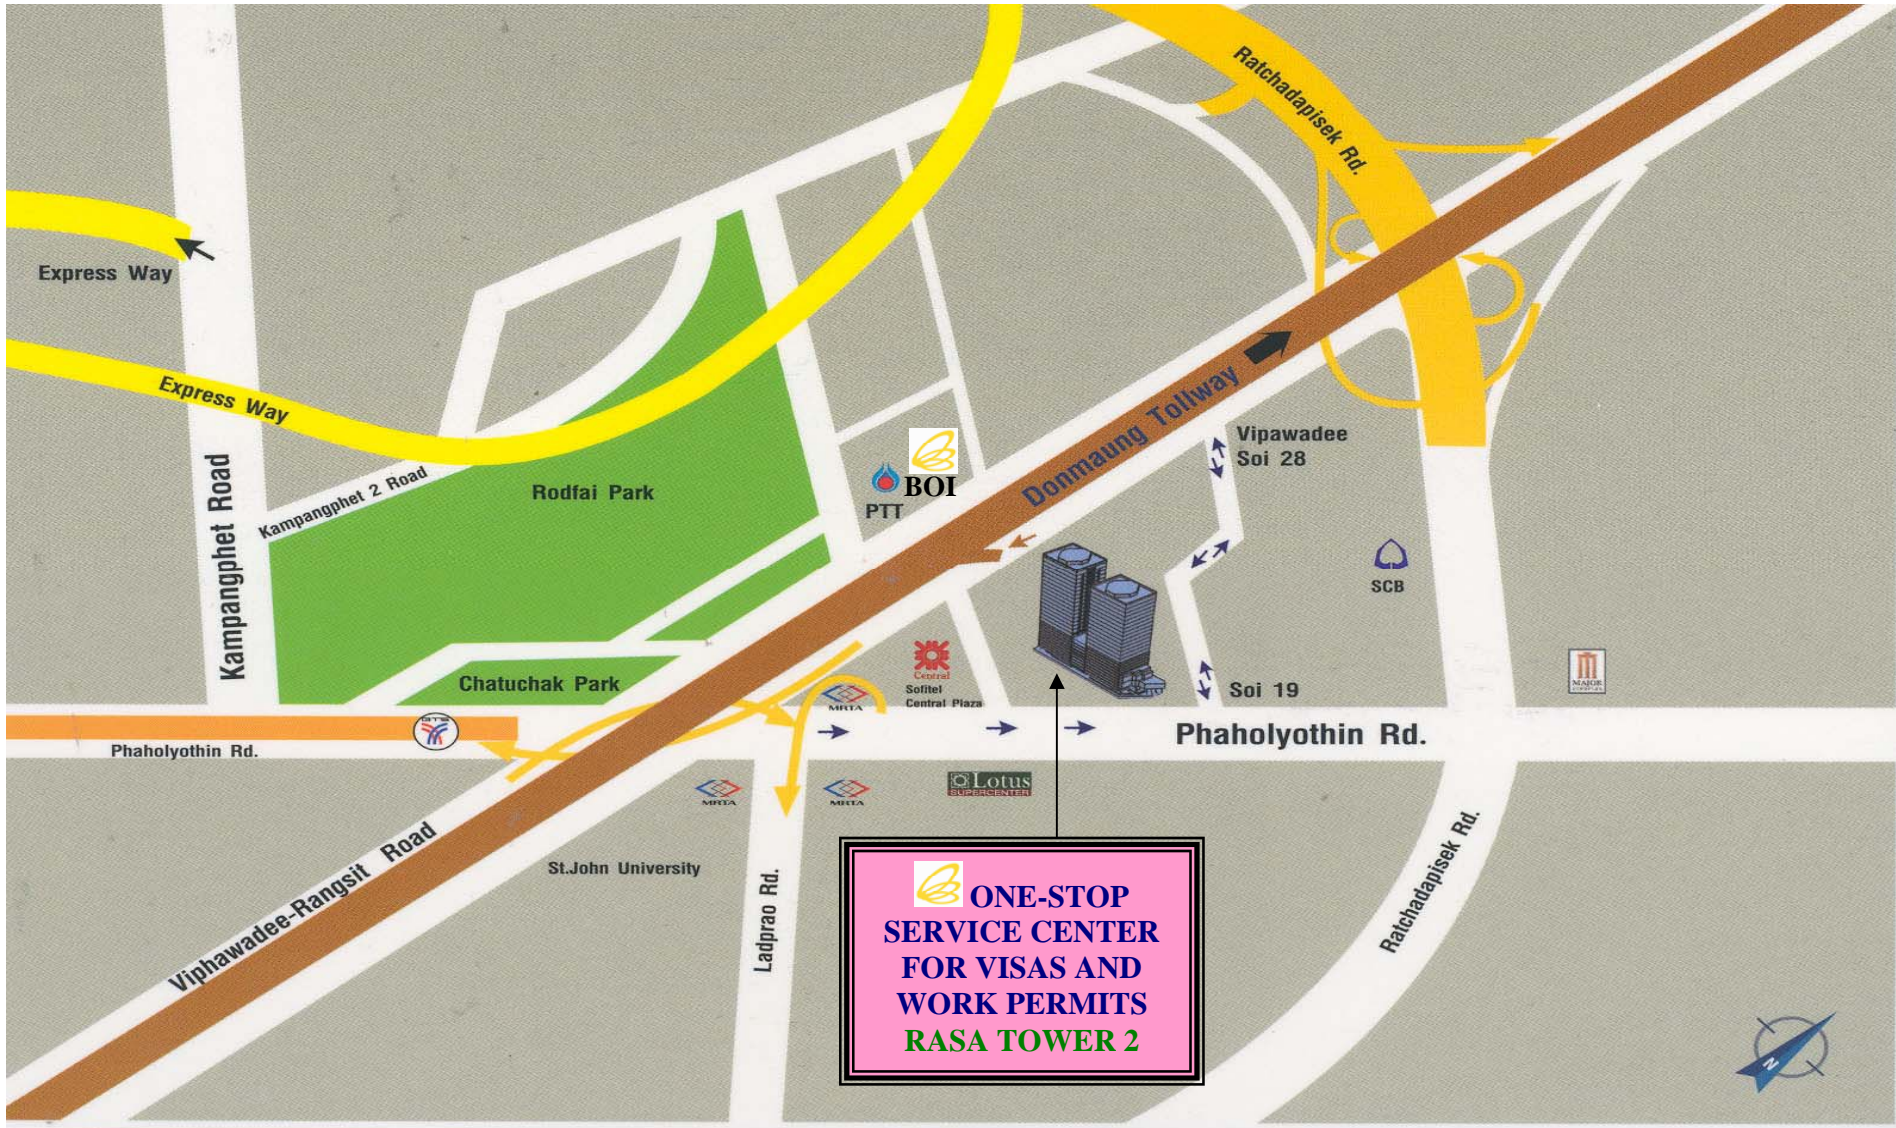 Ratchadapisek Rd.
Express Way
Express Way
Kampangphet Road
Kampangphet 2 Road
Rodfai Park
PTT
BOI
Donmaung Tollway
Vipawadee
Soi 28
SCB
Chatuchak Park
MRTA
Central
Sofitel
Central Plaza
Soi 19
MAJOR
BTS
Phaholyothin Rd.
Phaholyothin Rd.
MRTA
MRTA
Lotus
SUPERCENTER
Viphawadee-Rangsit Road
St.John University
Ladprao Rd.
Ratchadapisek Rd.
ONE-STOP
SERVICE CENTER
FOR VISAS AND
WORK PERMITS
RASA TOWER 2
N